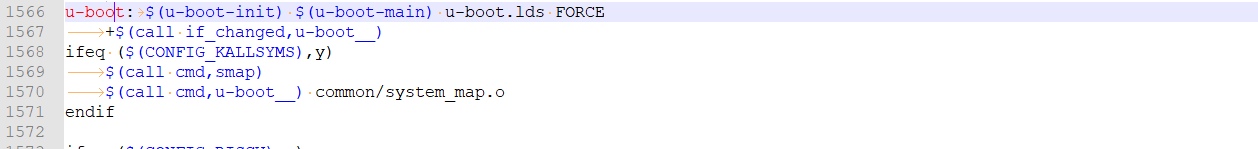 1566 u-boot: $(u-boot-init) $(u-boot-main) u-boot.lds FORCE
1567 	+$(call if_changed,u-boot__)
1568 ifeq ($(CONFIG_KALLSYMS),y)
1569 	$(call cmd,smap)
1570 	$(call cmd,u-boot__) common/system_map.o
1571 endif
1572